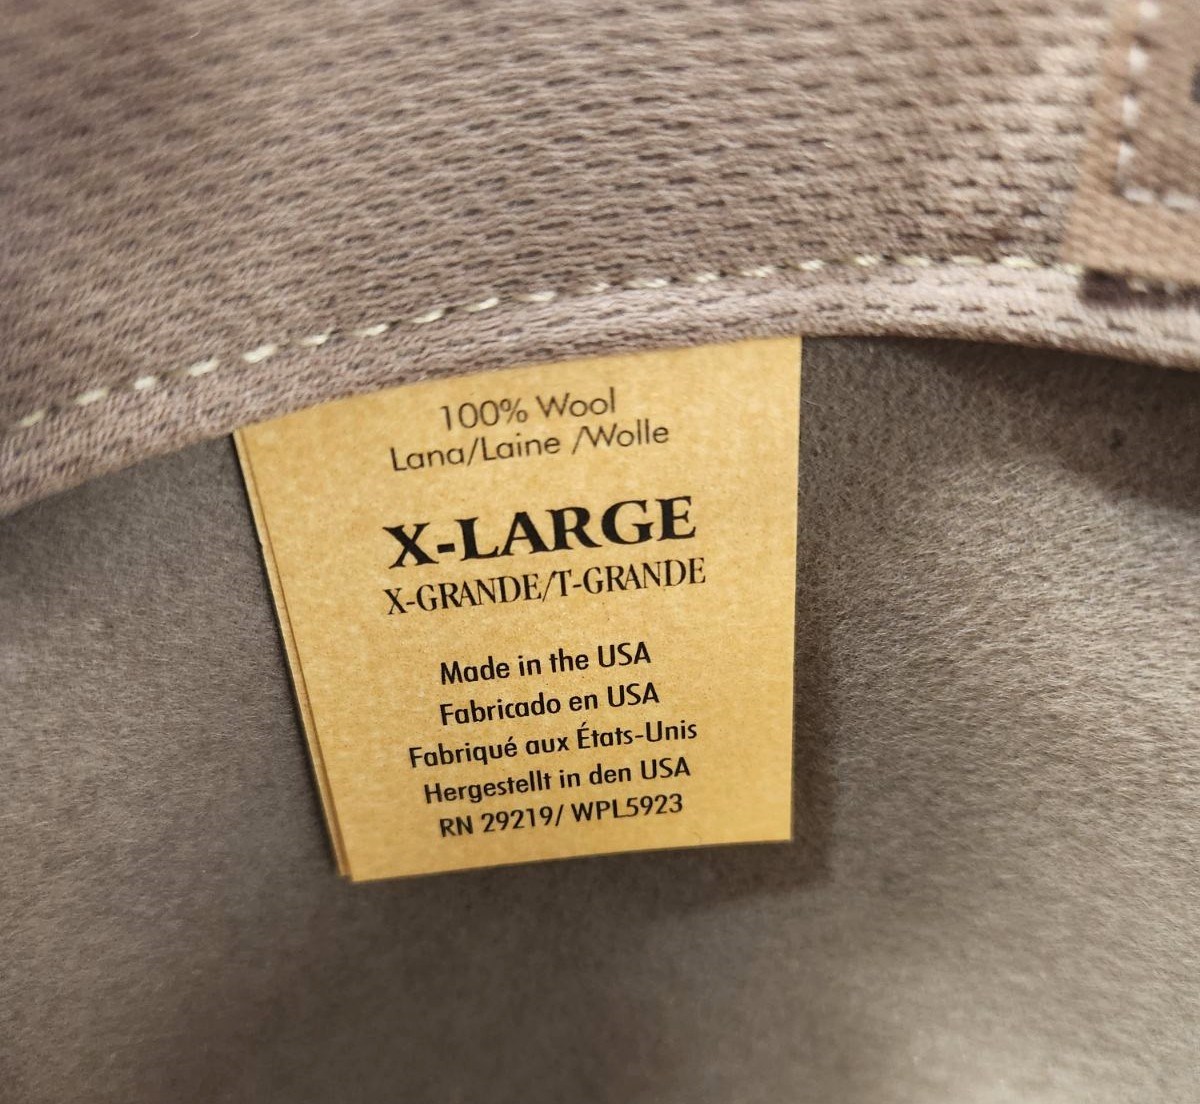 100% Wool
Lana/Laine /Wolle
X-LARGE
X-GRANDE/T-GRANDE
Made in the USA
Fabricado en USA
Fabriqué aux États-Unis
Hergestellt in den USA
RN 29219/ WPL5923